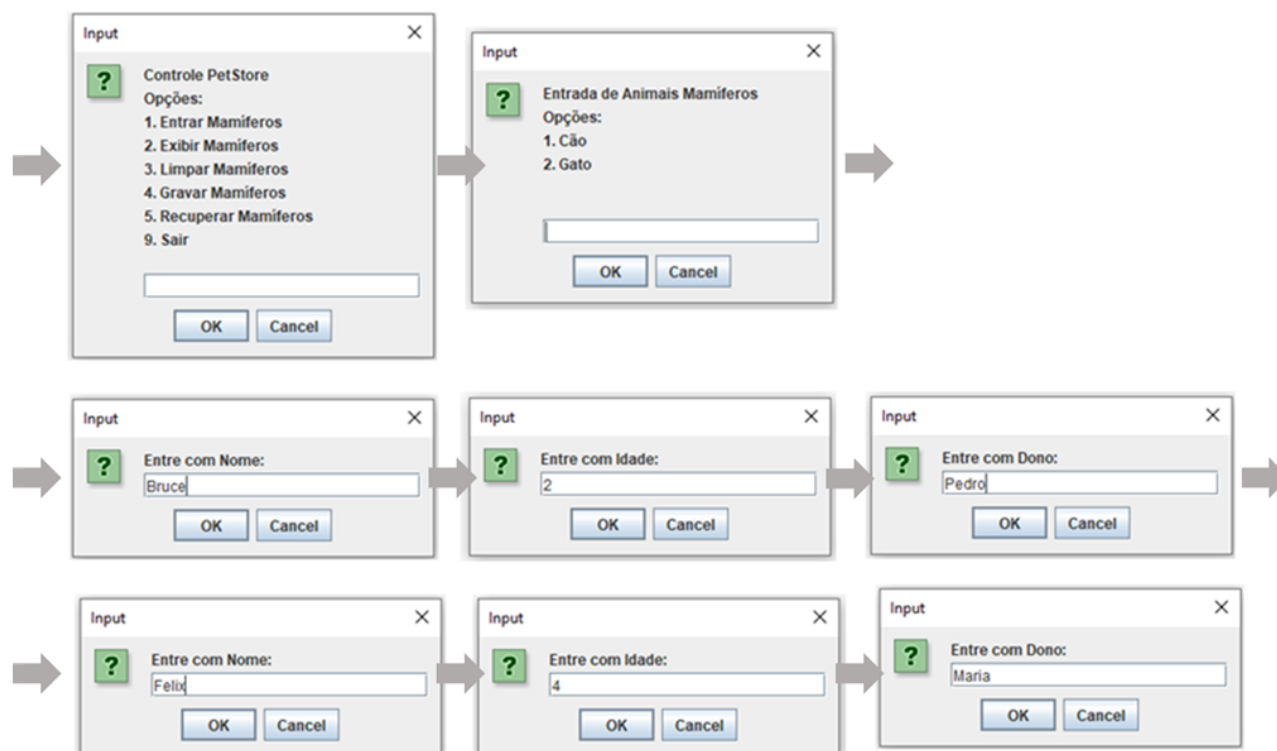 Input
Controle PetStore
Opções:
1. Entrar Mamíferos
2. Exibir Mamíferos
3. Limpar Mamíferos
4. Gravar Mamíferos
5. Recuperar Mamíferos
9. Sair
OK Cancel
Input
Entrada de Animais Mamíferos
Opções:
1. Cão
2. Gato
OK Cancel
Input
Entre com Nome:
Bruce
OK Cancel
Input
Entre com Idade:
2
OK Cancel
Input
Entre com Dono:
Pedro
OK Cancel
Input
Entre com Nome:
Felix
OK Cancel
Input
Entre com Idade:
4
OK Cancel
Input
Entre com Dono:
Maria
OK Cancel